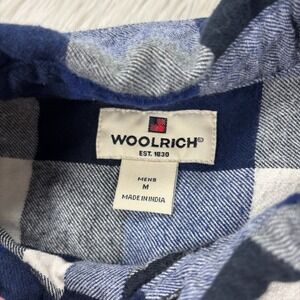 WOOLRICH®
EST. 1830
MENS
M
MADE IN INDIA